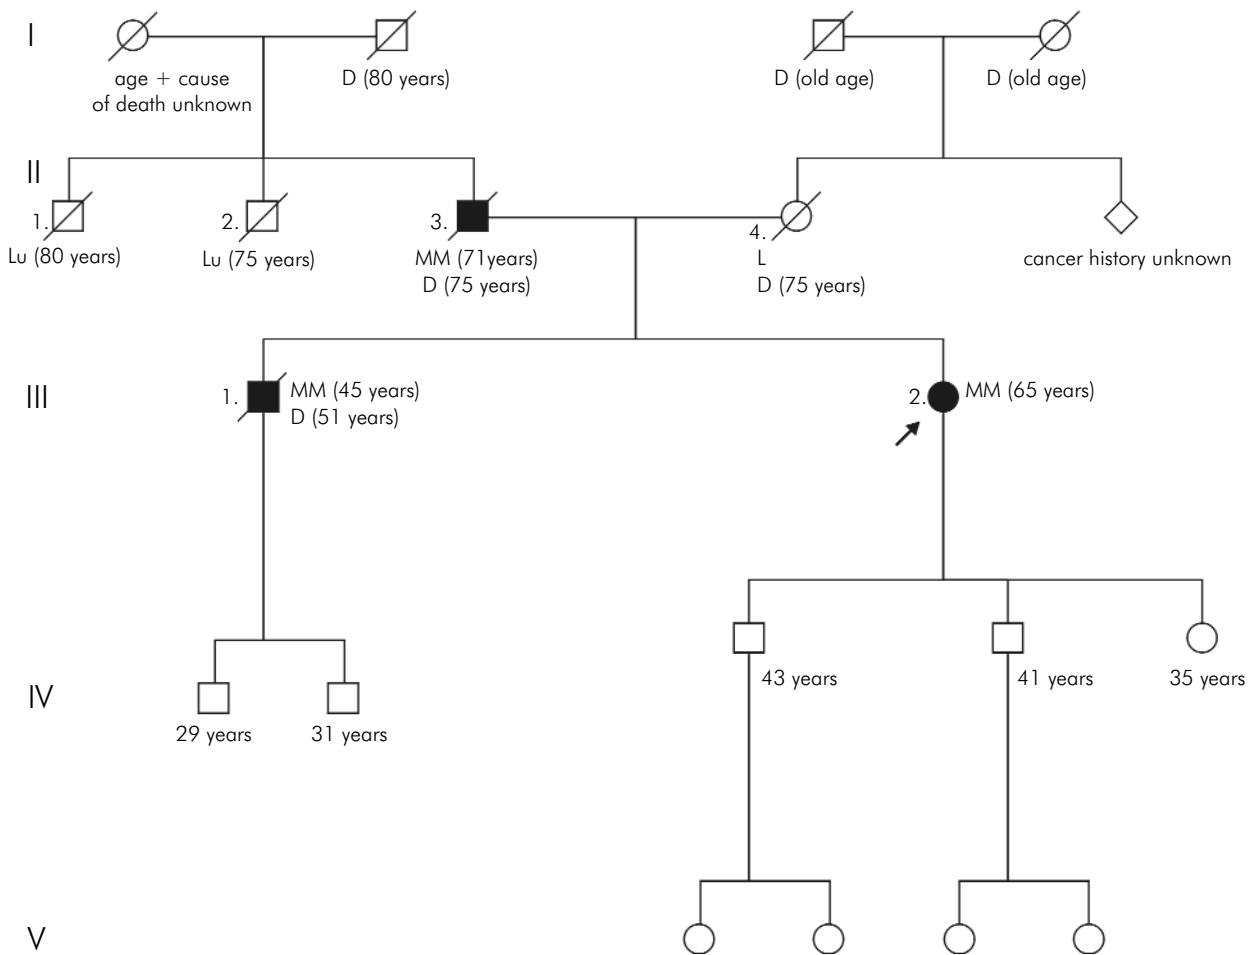 I
age + cause
of death unknown
D (80 years)
D (old age)
D (old age)
II
1.
Lu (80 years)
2.
Lu (75 years)
3.
MM (71years)
D (75 years)
4.
L
D (75 years)
cancer history unknown
III
1.
MM (45 years)
D (51 years)
2.
MM (65 years)
IV
29 years
31 years
43 years
41 years
35 years
V